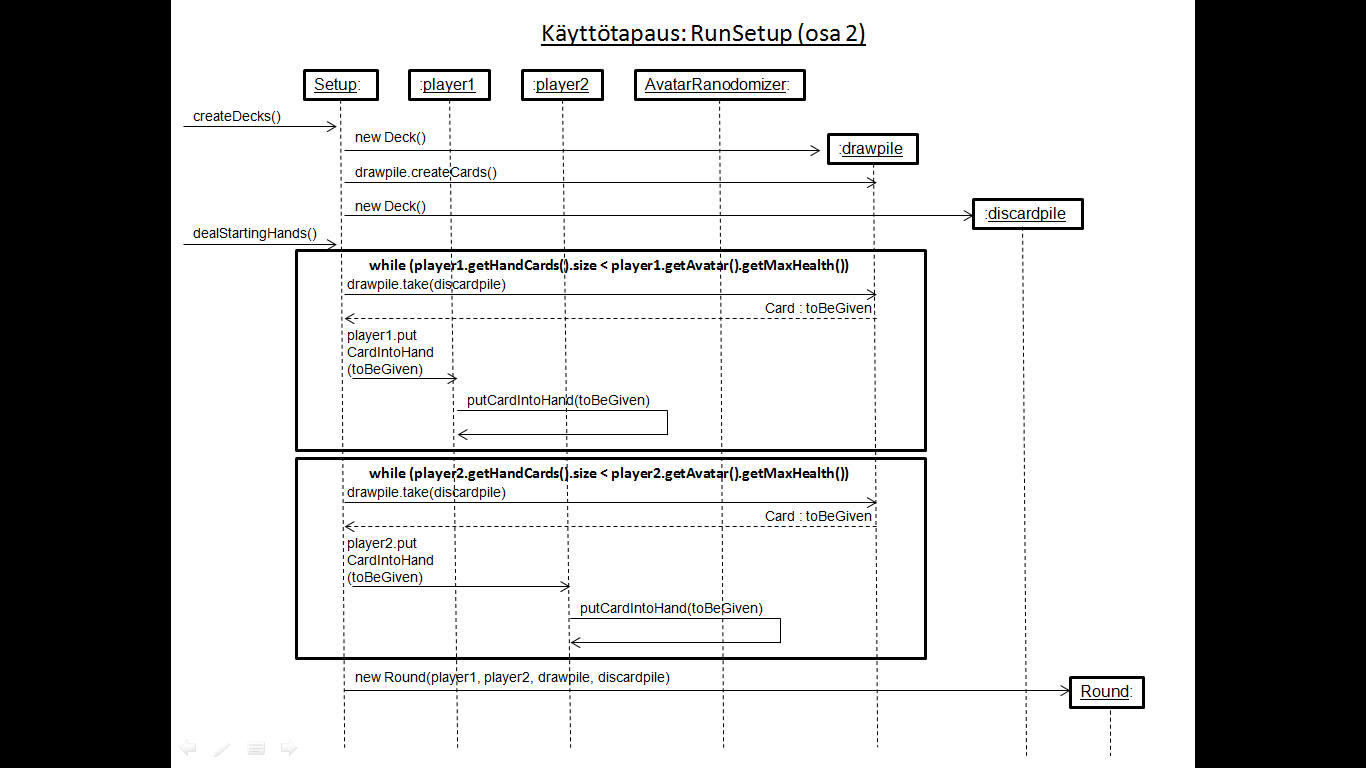 Käyttötapaus: RunSetup (osa 2)
Setup:
:player1
:player2
AvatarRanodomizer:
createDecks()
new Deck()
:drawpile
drawpile.createCards()
new Deck()
:discardpile
dealStartingHands()
while (player1.getHandCards().size < player1.getAvatar().getMaxHealth())
drawpile.take(discardpile)
Card : toBeGiven
player1.put
CardIntoHand
(toBeGiven)
putCardIntoHand(toBeGiven)
while (player2.getHandCards().size < player2.getAvatar().getMaxHealth())
drawpile.take(discardpile)
Card : toBeGiven
player2.put
CardIntoHand
(toBeGiven)
putCardIntoHand(toBeGiven)
new Round(player1, player2, drawpile, discardpile)
Round: